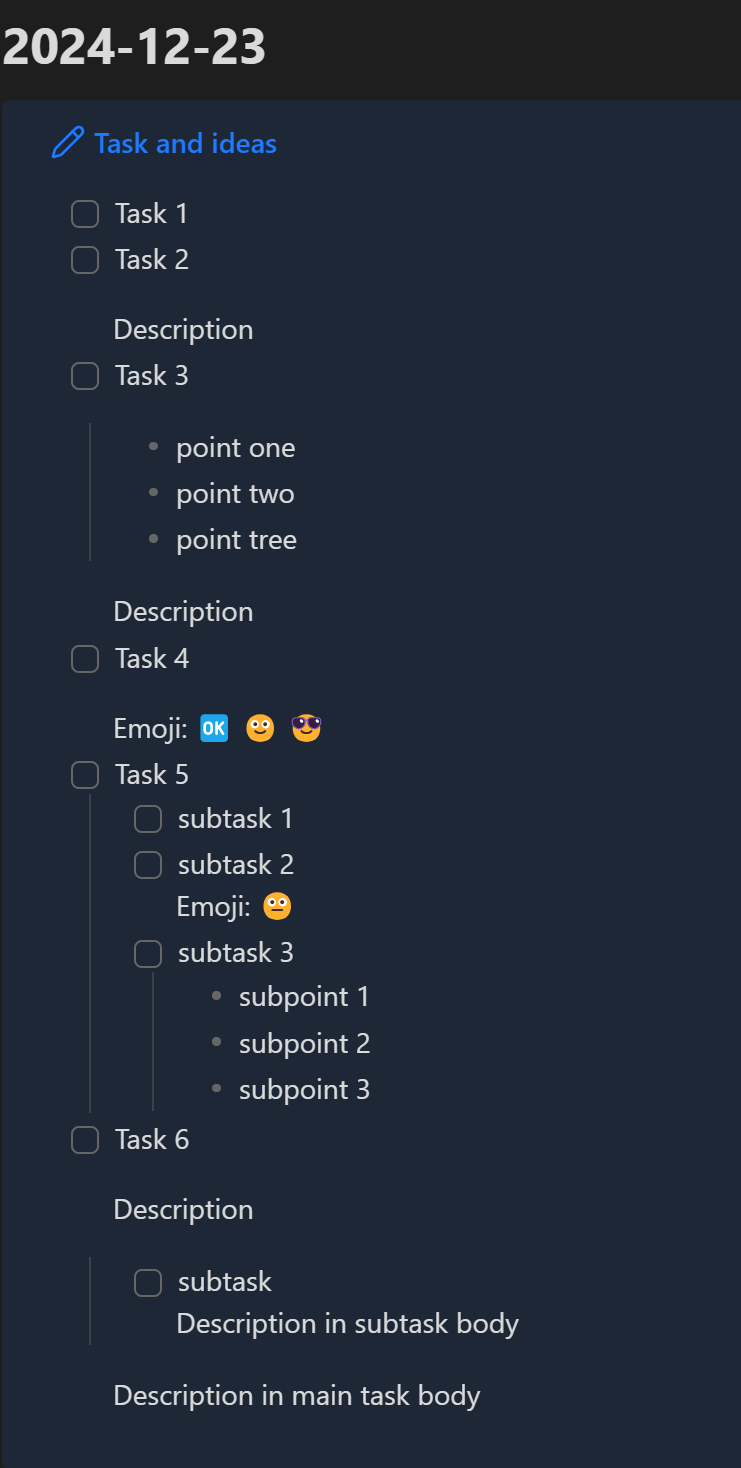 2024-12-23
Task and ideas
Task 1
Task 2
Description
Task 3
point one
point two
point tree
Description
Task 4
Emoji: 🆗 🙂 😎
Task 5
subtask 1
subtask 2
Emoji: 😐
subtask 3
subpoint 1
subpoint 2
subpoint 3
Task 6
Description
subtask
Description in subtask body
Description in main task body